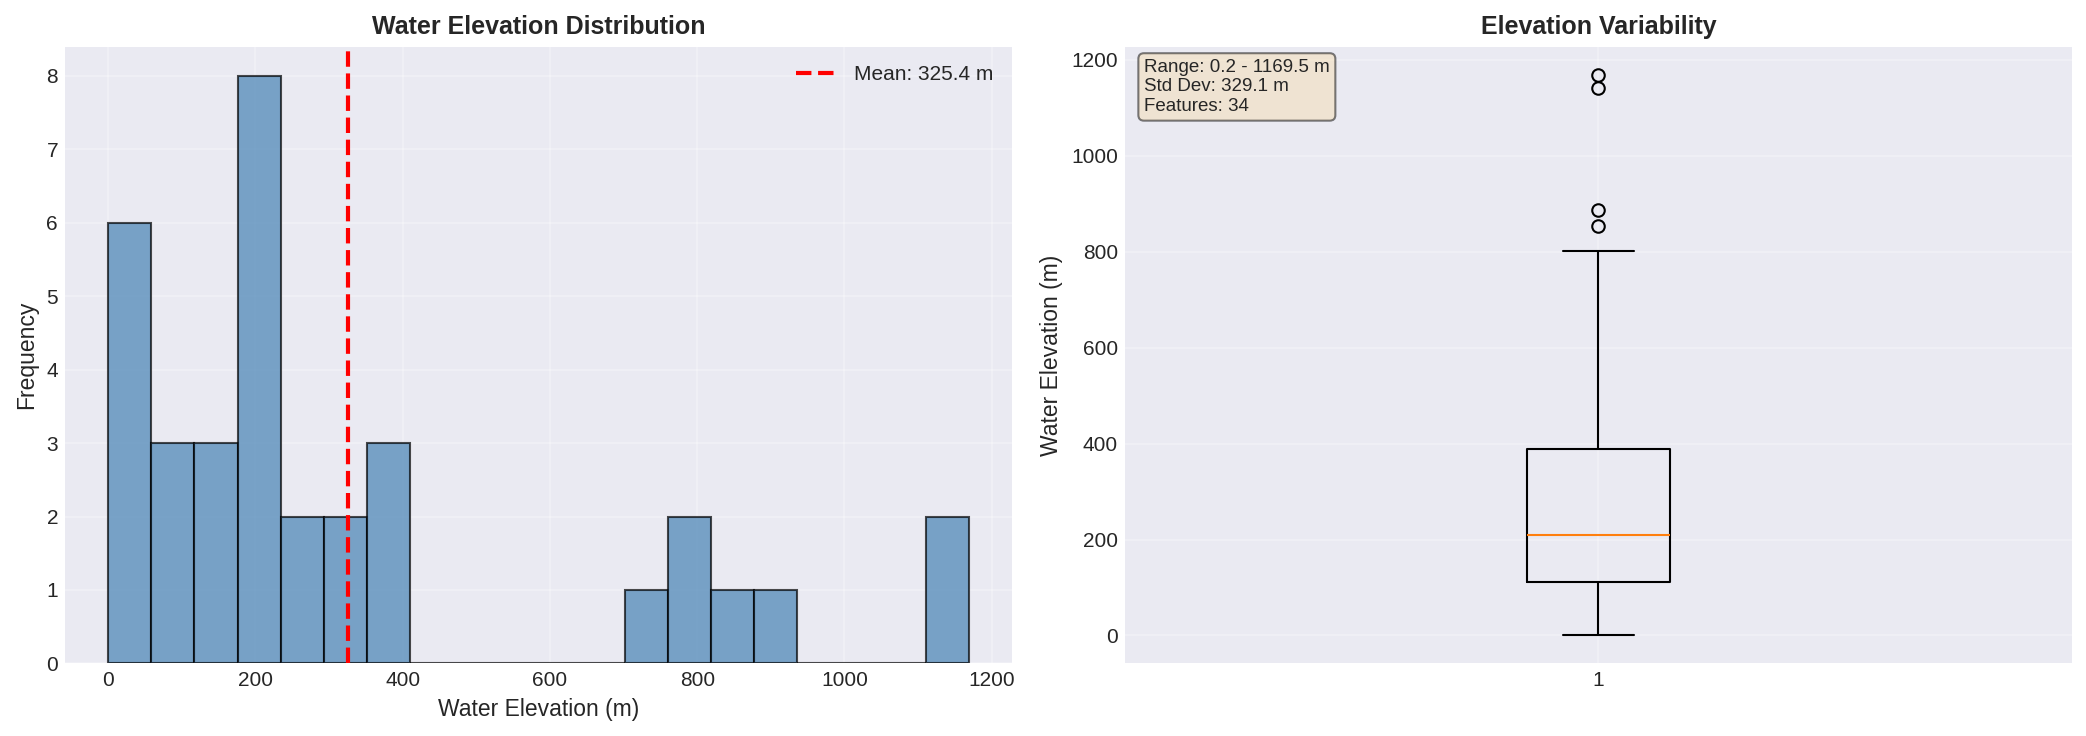 Water Elevation Distribution
Mean: 325.4 m
8
7
6
5
4
3
2
1
0
Frequency
0 200 400 600 800 1000 1200
Water Elevation (m)
Elevation Variability
Range: 0.2 - 1169.5 m
Std Dev: 329.1 m
Features: 34
1200
1000
800
600
400
200
0
Water Elevation (m)
1